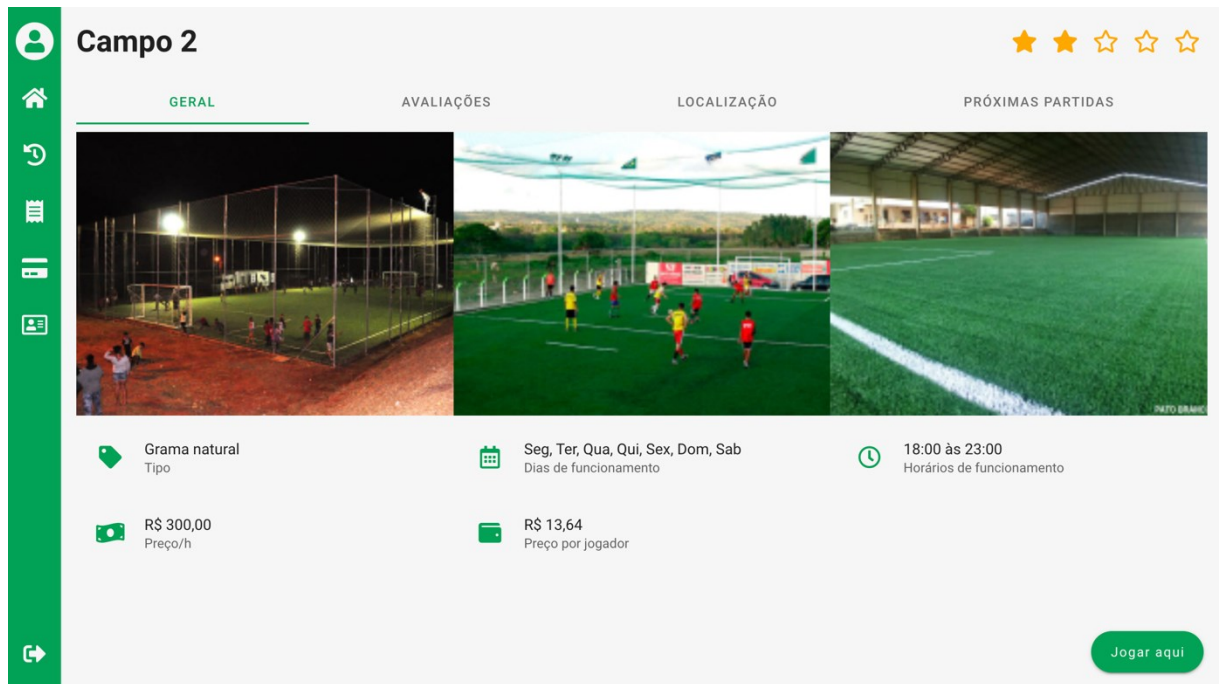 Campo 2
GERAL
AVALIAÇÕES
LOCALIZAÇÃO
PRÓXIMAS PARTIDAS
PATO BRANCO
Grama natural
Tipo
Seg, Ter, Qua, Qui, Sex, Dom, Sab
Dias de funcionamento
18:00 às 23:00
Horários de funcionamento
R$ 300,00
Preço/h
R$ 13,64
Preço por jogador
Jogar aqui